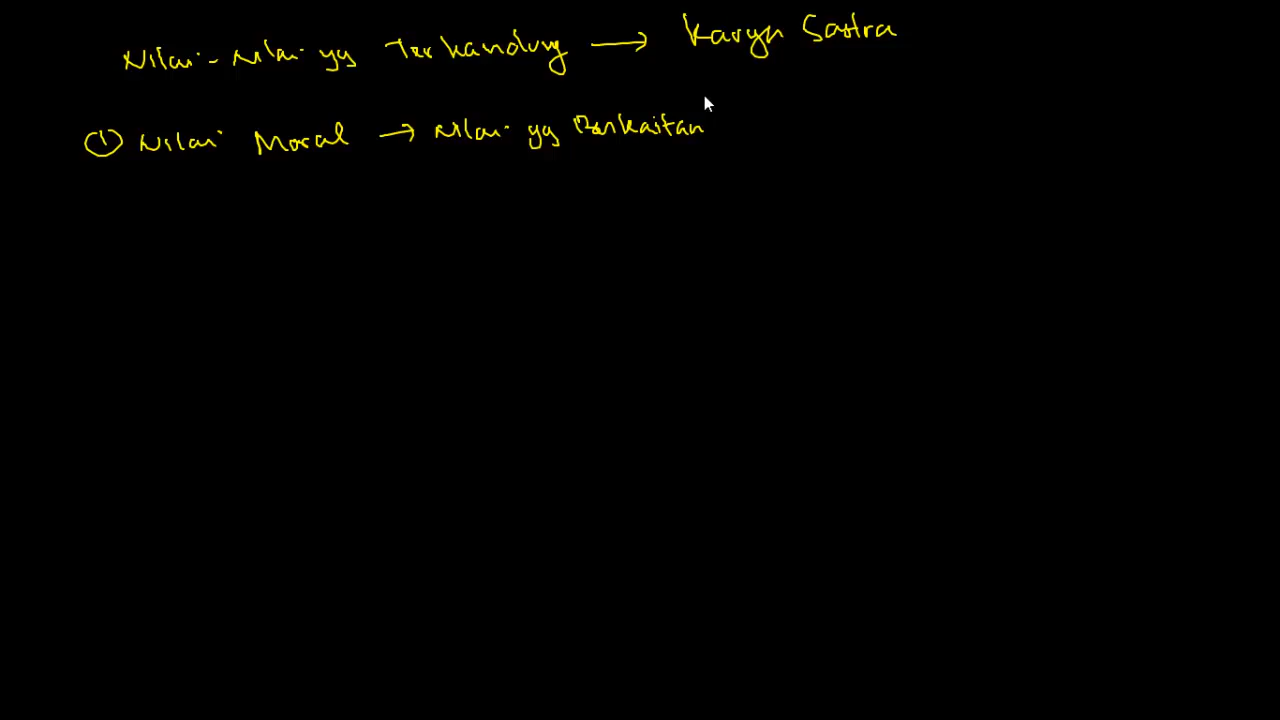 Nilai-Nilai yg Terkandung → Karya Sastra
① Nilai Moral → Nilai yg Berkaitan